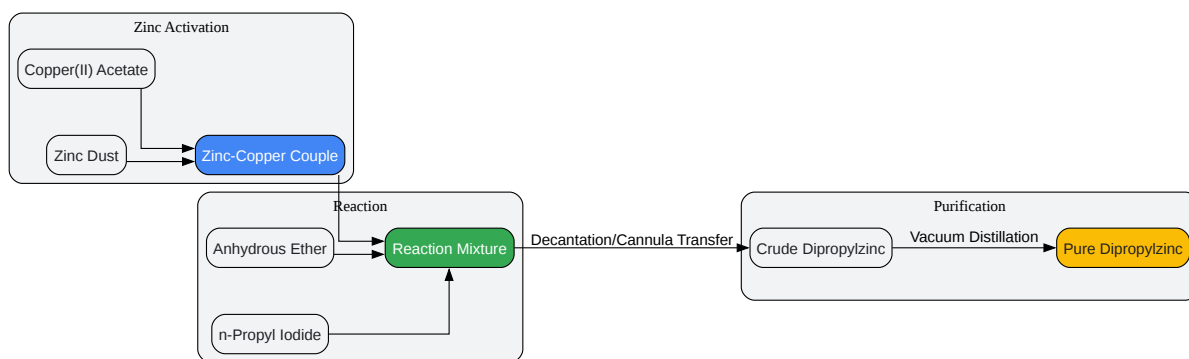 Zinc Activation
Copper(II) Acetate
Zinc Dust
Zinc-Copper Couple
Reaction
Anhydrous Ether
Reaction Mixture
n-Propyl Iodide
Decantation/Cannula Transfer
Purification
Crude Dipropylzinc
Vacuum Distillation
Pure Dipropylzinc